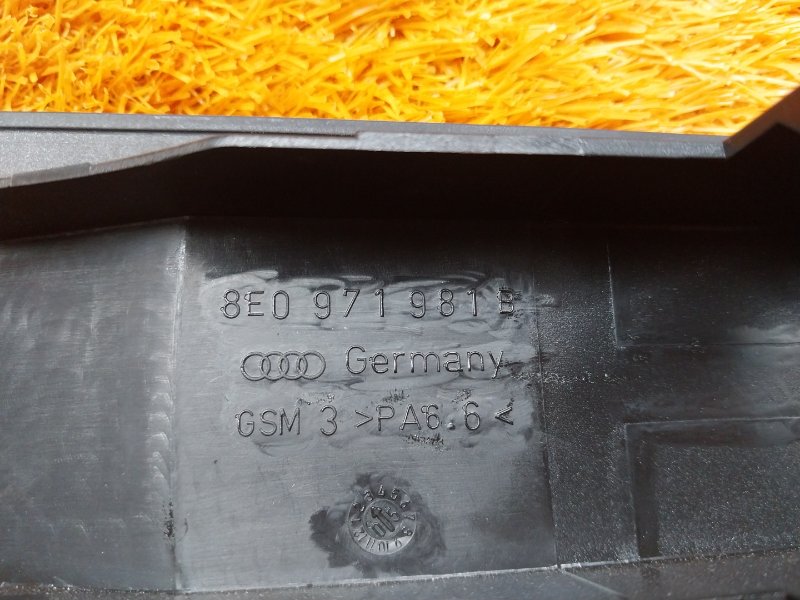 8E0 971 981 B
Germany
GSM 3 >PA6.6<